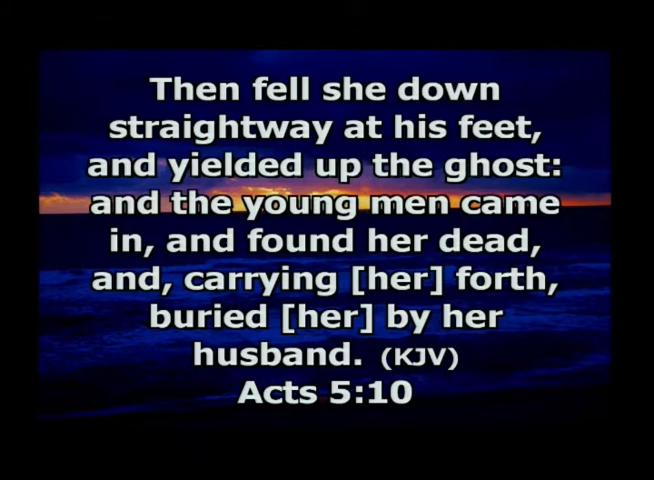 Then fell she down
straightway at his feet,
and yielded up the ghost:
and the young men came
in, and found her dead,
and, carrying [her] forth,
buried [her] by her
husband. (KJV)
Acts 5:10